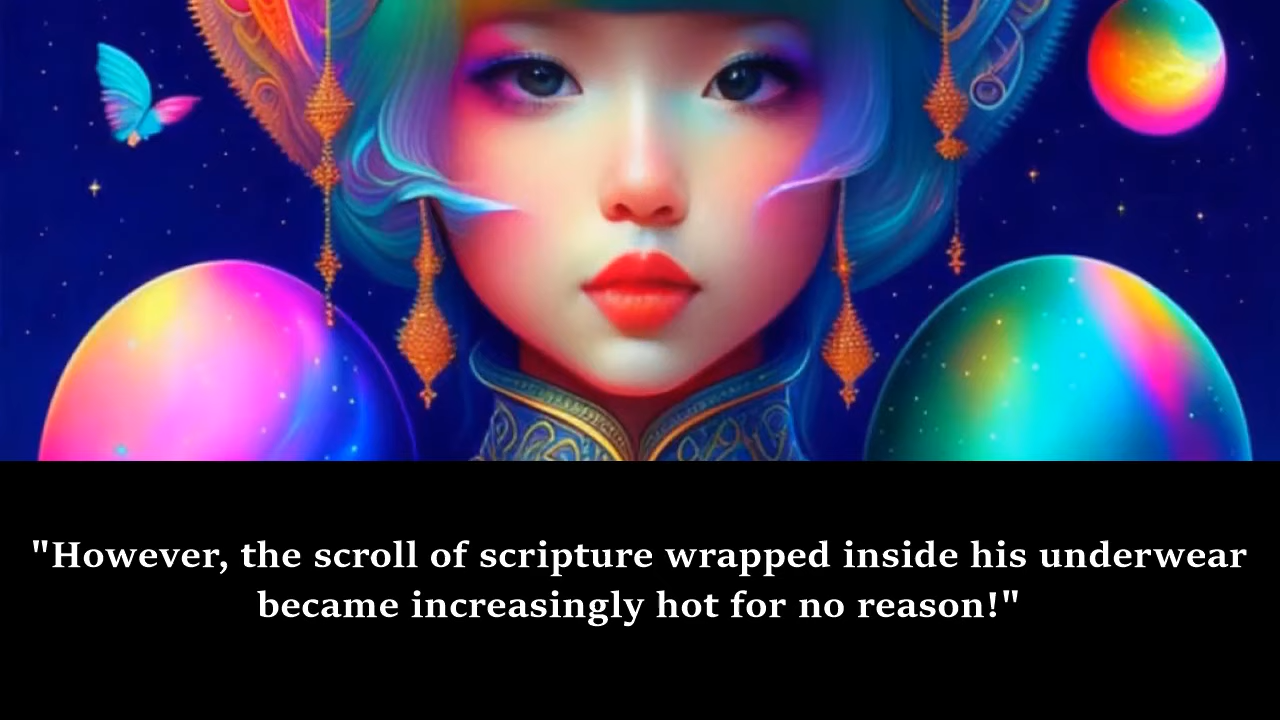 "However, the scroll of scripture wrapped inside his underwear
became increasingly hot for no reason!"